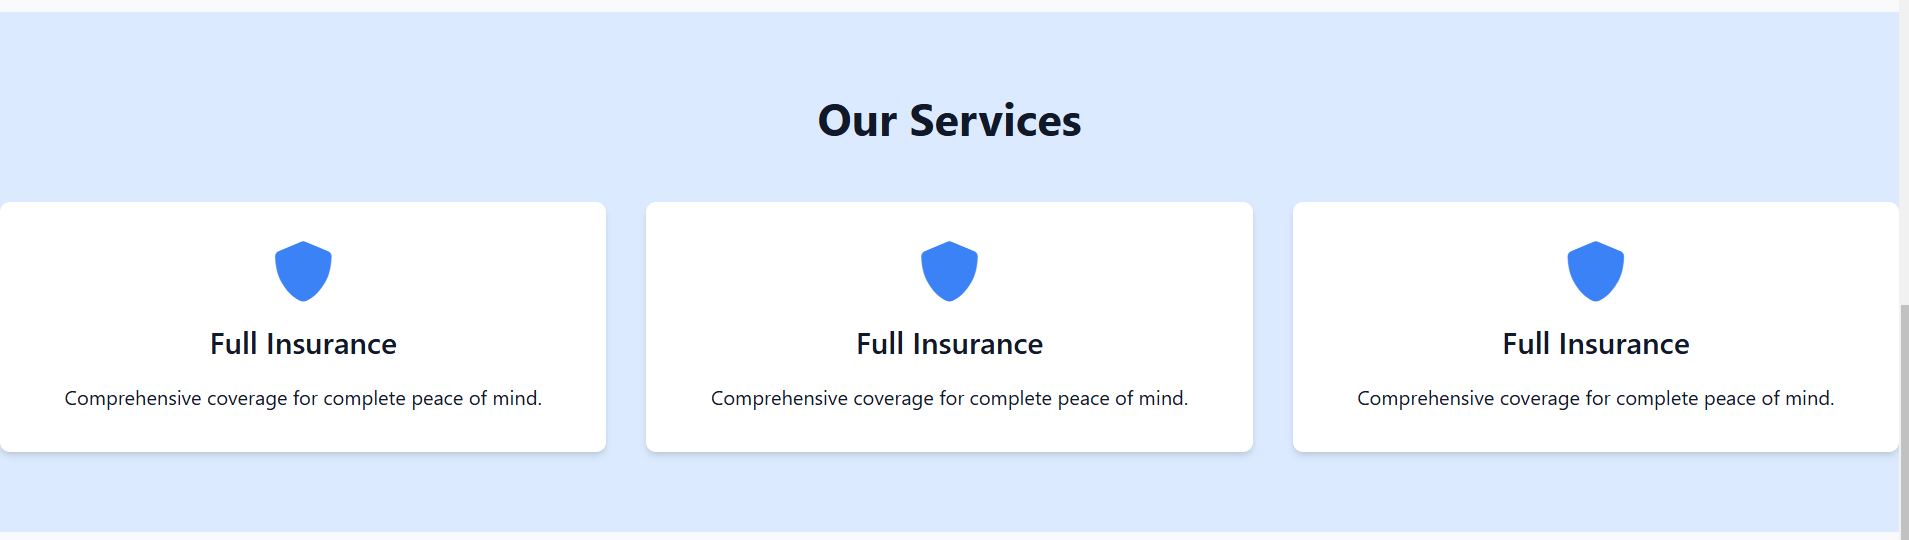 Our Services
Full Insurance
Comprehensive coverage for complete peace of mind.
Full Insurance
Comprehensive coverage for complete peace of mind.
Full Insurance
Comprehensive coverage for complete peace of mind.